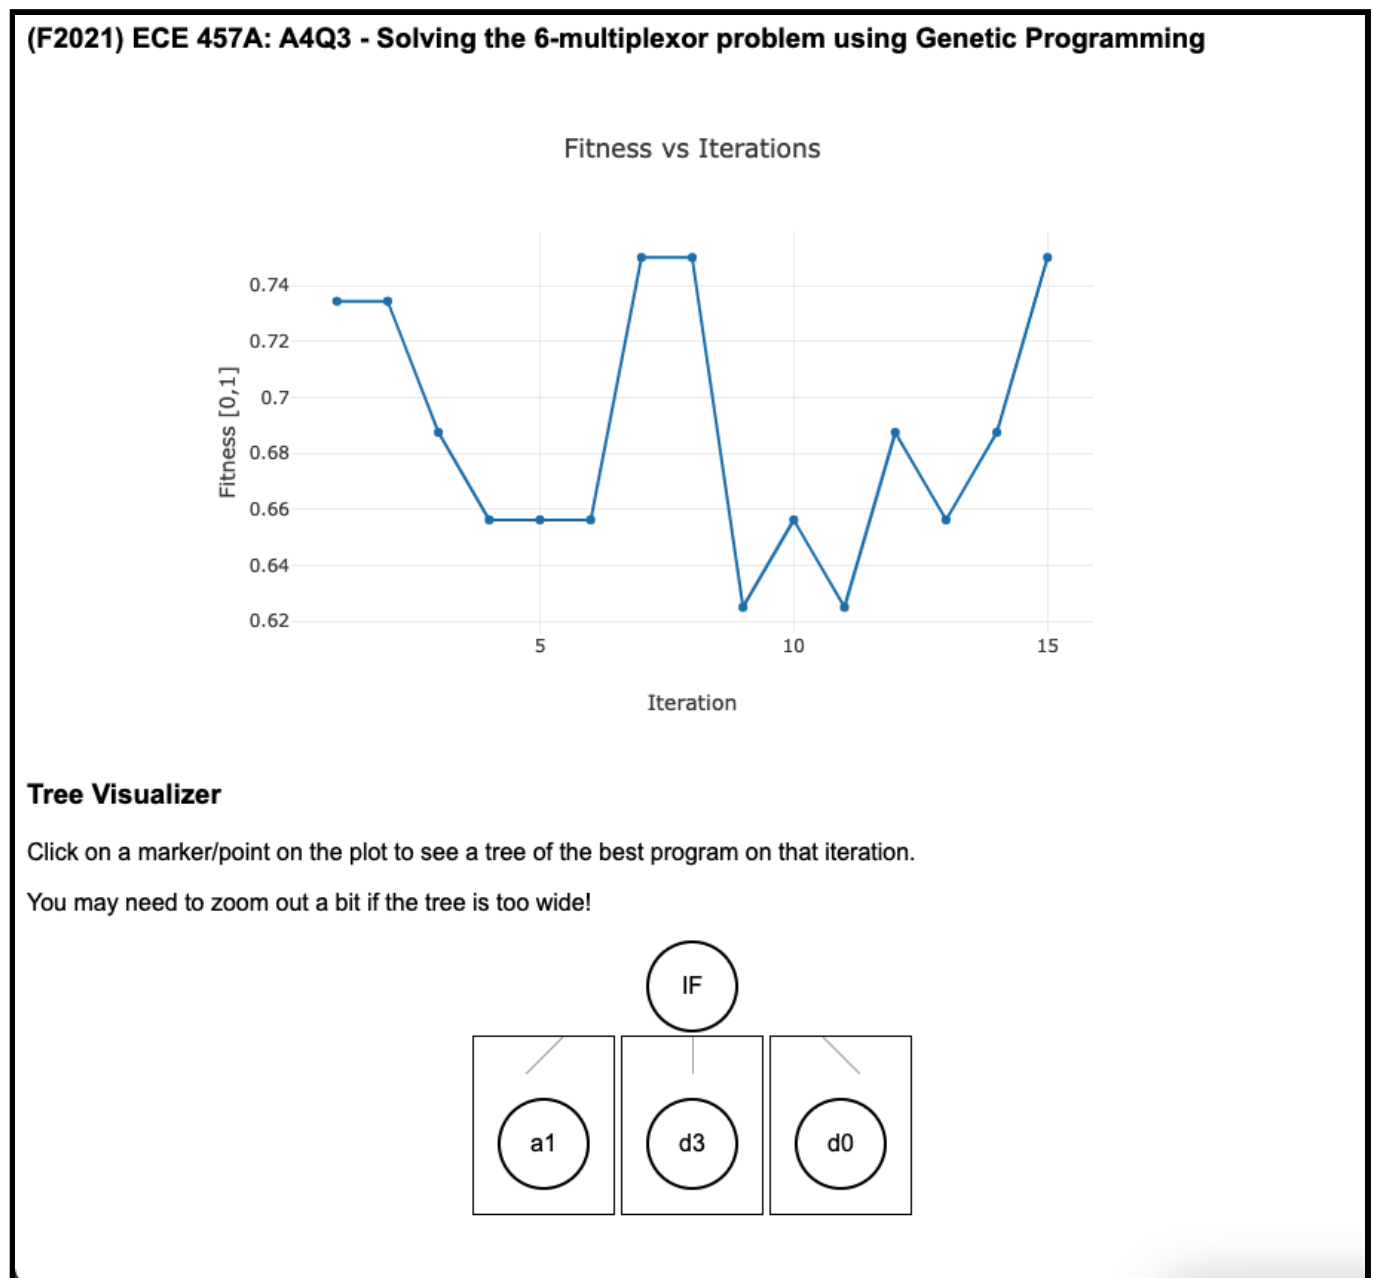 (F2021) ECE 457A: A4Q3 - Solving the 6-multiplexor problem using Genetic Programming
Fitness vs Iterations
0.74
0.72
0.7
0.68
0.66
0.64
0.62
Fitness [0,1]
5 10 15
Iteration
Tree Visualizer
Click on a marker/point on the plot to see a tree of the best program on that iteration.
You may need to zoom out a bit if the tree is too wide!
IF
a1 d3 d0